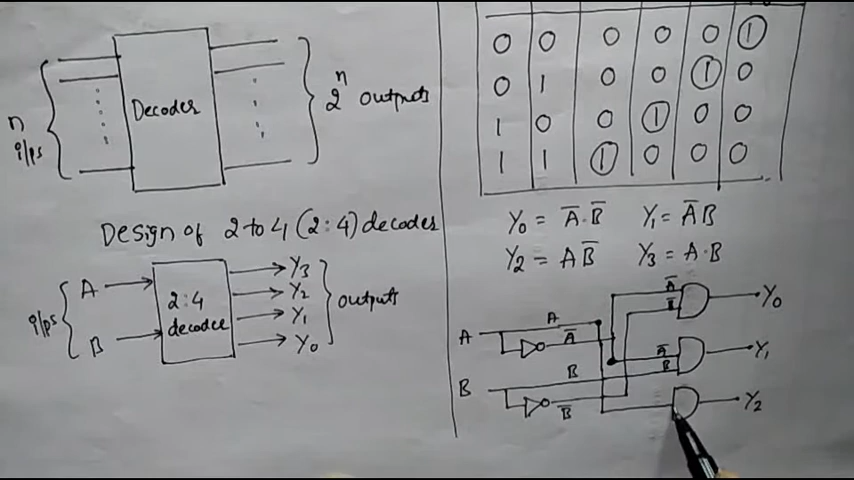 n
i/ps
Decoder
2ⁿ outputs
Design of 2 to 4 (2:4) decoder
i/ps
A
B
2:4
decoder
Y3
Y2
Y1
Y0
outputs
0 0 0 0 0 1
0 1 0 0 1 0
1 0 0 1 0 0
1 1 1 0 0 0
Y0 = A̅·B̅ Y1 = A̅B
Y2 = AB̅ Y3 = A·B
A A A̅
B B B̅
A̅ B̅ Y0
A̅ B Y1
Y2